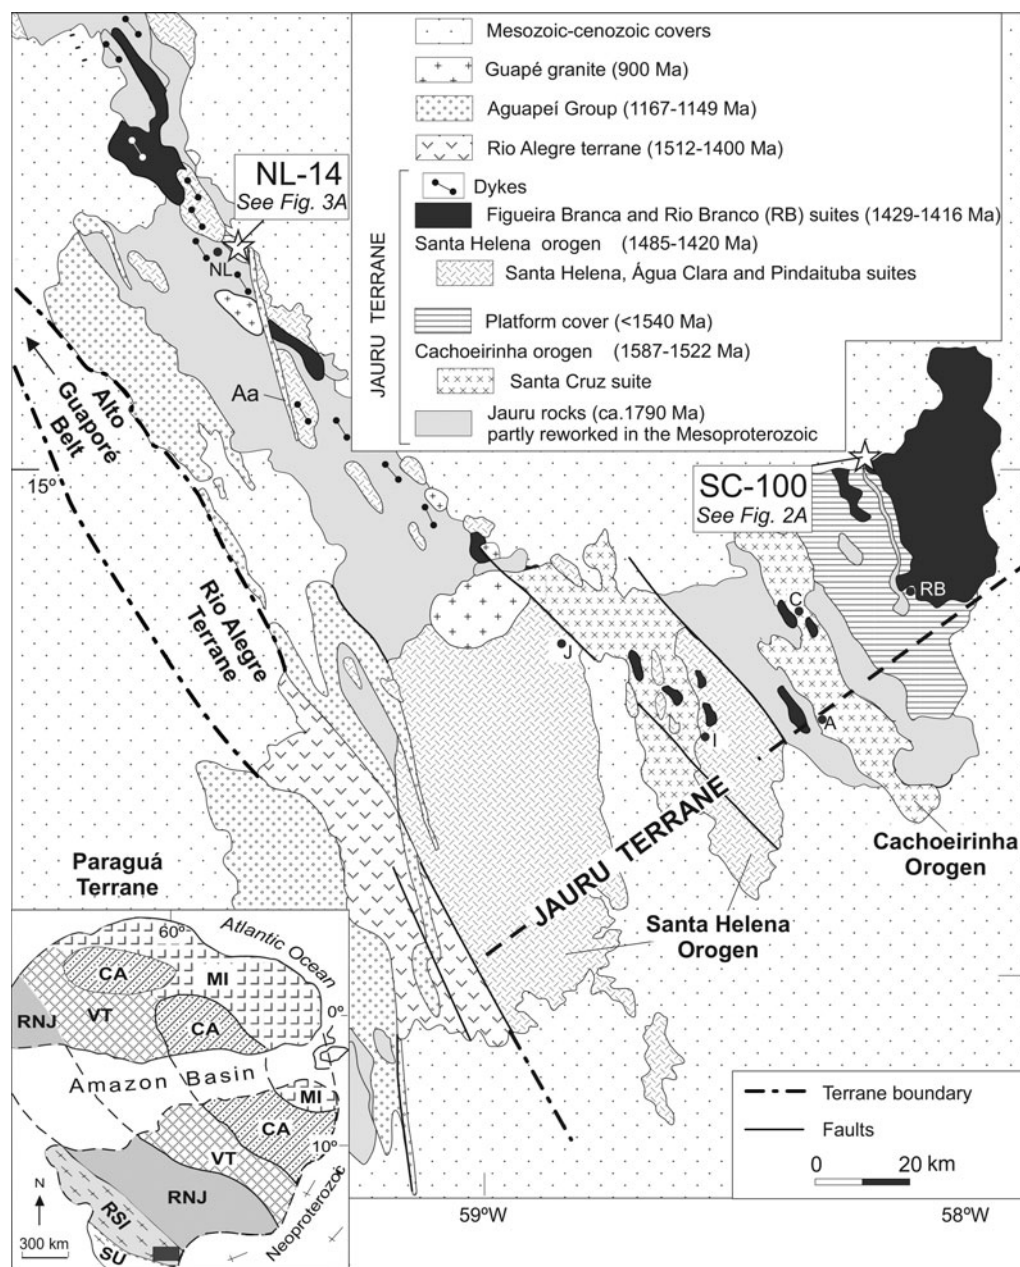 Mesozoic-cenozoic covers
Guapé granite (900 Ma)
Aguapeí Group (1167-1149 Ma)
Rio Alegre terrane (1512-1400 Ma)
JAURU TERRANE
Dykes
Figueira Branca and Rio Branco (RB) suites (1429-1416 Ma)
Santa Helena orogen (1485-1420 Ma)
Santa Helena, Água Clara and Pindaituba suites
Platform cover (<1540 Ma)
Cachoeirinha orogen (1587-1522 Ma)
Santa Cruz suite
Jauru rocks (ca.1790 Ma)
partly reworked in the Mesoproterozoic
NL-14
See Fig. 3A
NL
Aa
Alto
Guaporé
Belt
15º
SC-100
See Fig. 2A
RB
C
A
J
I
Rio Alegre
Terrane
JAURU TERRANE
Cachoeirinha
Orogen
Santa Helena
Orogen
Paraguá
Terrane
60º
Atlantic Ocean
CA
MI
RNJ
VT
CA
0º
Amazon Basin
MI
CA
10º
VT
RNJ
RSI
SU
Neoproterozoic
N
300 km
Terrane boundary
Faults
0
20 km
59ºW
58ºW